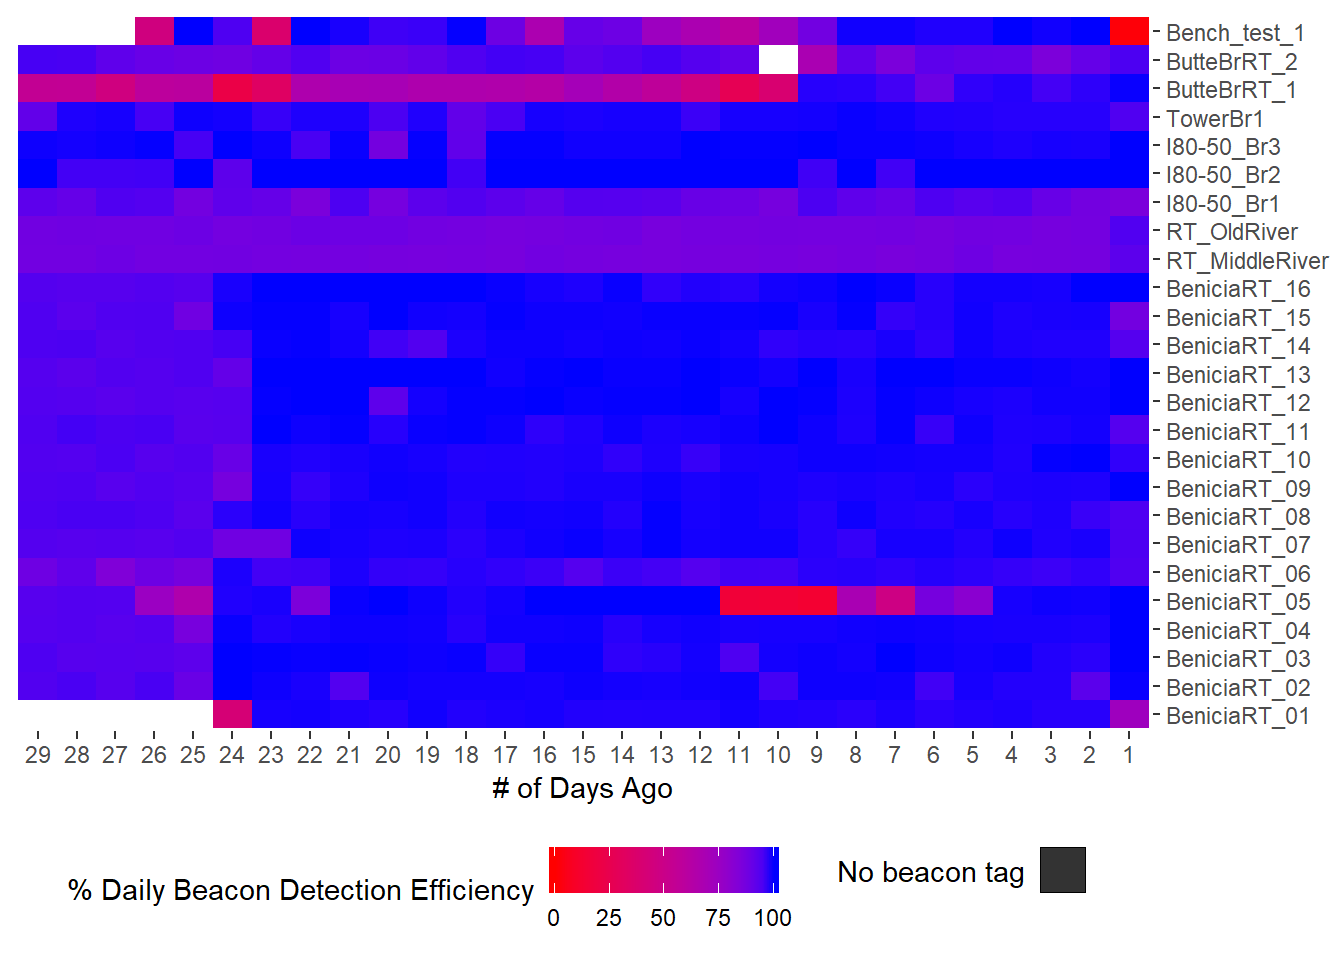 Bench_test_1
ButteBrRT_2
ButteBrRT_1
TowerBr1
I80-50_Br3
I80-50_Br2
I80-50_Br1
RT_OldRiver
RT_MiddleRiver
BeniciaRT_16
BeniciaRT_15
BeniciaRT_14
BeniciaRT_13
BeniciaRT_12
BeniciaRT_11
BeniciaRT_10
BeniciaRT_09
BeniciaRT_08
BeniciaRT_07
BeniciaRT_06
BeniciaRT_05
BeniciaRT_04
BeniciaRT_03
BeniciaRT_02
BeniciaRT_01
29 28 27 26 25 24 23 22 21 20 19 18 17 16 15 14 13 12 11 10 9 8 7 6 5 4 3 2 1
# of Days Ago
% Daily Beacon Detection Efficiency
0 25 50 75 100
No beacon tag